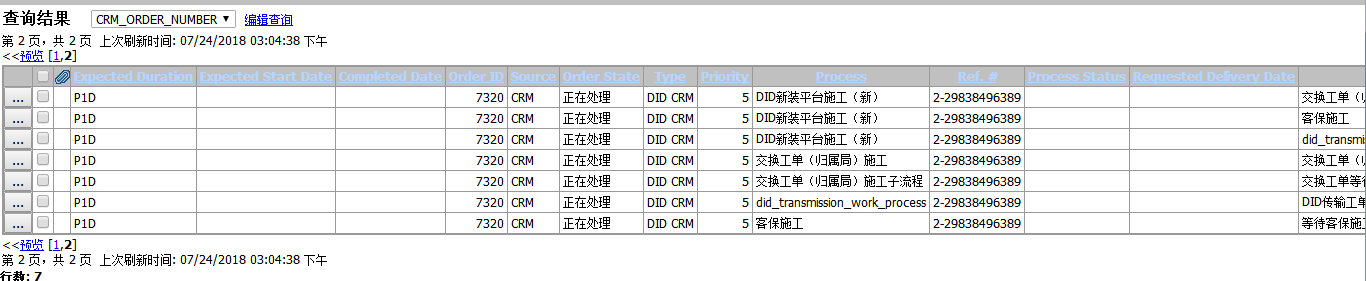 查询结果 CRM_ORDER_NUMBER ▼ 编辑查询
第 2 页，共 2 页 上次刷新时间: 07/24/2018 03:04:38 下午
<<预览 [1,2]
Expected Duration Expected Start Date Completed Date Order ID Source Order State Type Priority Process Ref. # Process Status Requested Delivery Date
... P1D 7320 CRM 正在处理 DID CRM 5 DID新装平台施工（新） 2-29838496389 交换工单（归
... P1D 7320 CRM 正在处理 DID CRM 5 DID新装平台施工（新） 2-29838496389 客保施工
... P1D 7320 CRM 正在处理 DID CRM 5 DID新装平台施工（新） 2-29838496389 did_transmis
... P1D 7320 CRM 正在处理 DID CRM 5 交换工单（归属局）施工 2-29838496389 交换工单（归
... P1D 7320 CRM 正在处理 DID CRM 5 交换工单（归属局）施工子流程 2-29838496389 交换工单等待
... P1D 7320 CRM 正在处理 DID CRM 5 did_transmission_work_process 2-29838496389 DID传输工单
... P1D 7320 CRM 正在处理 DID CRM 5 客保施工 2-29838496389 等待客保施工
<<预览 [1,2]
第 2 页，共 2 页 上次刷新时间: 07/24/2018 03:04:38 下午
行数: 7